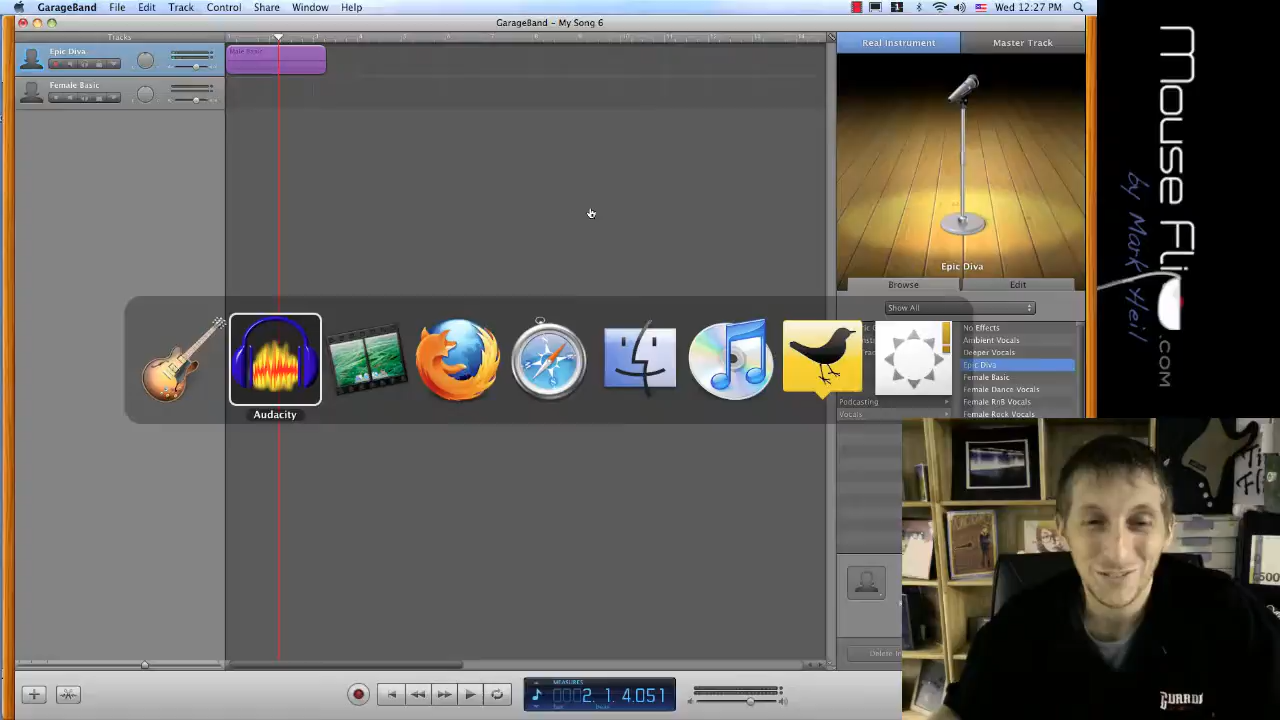 GarageBand File Edit Track Control Share Window Help
Wed 12:27 PM
GarageBand - My Song 6
Tracks
Epic Diva
Female Basic
Real Instrument
Master Track
Epic Diva
Browse
Edit
Show All
No Effects
Ambient Vocals
Deeper Vocals
Epic Diva
Female Basic
Female Dance Vocals
Female RnB Vocals
Female Rock Vocals
Podcasting
Vocals
Audacity
MEASURES
0002. 1. 4.051
mouse Flip
by Mark Heil
.com